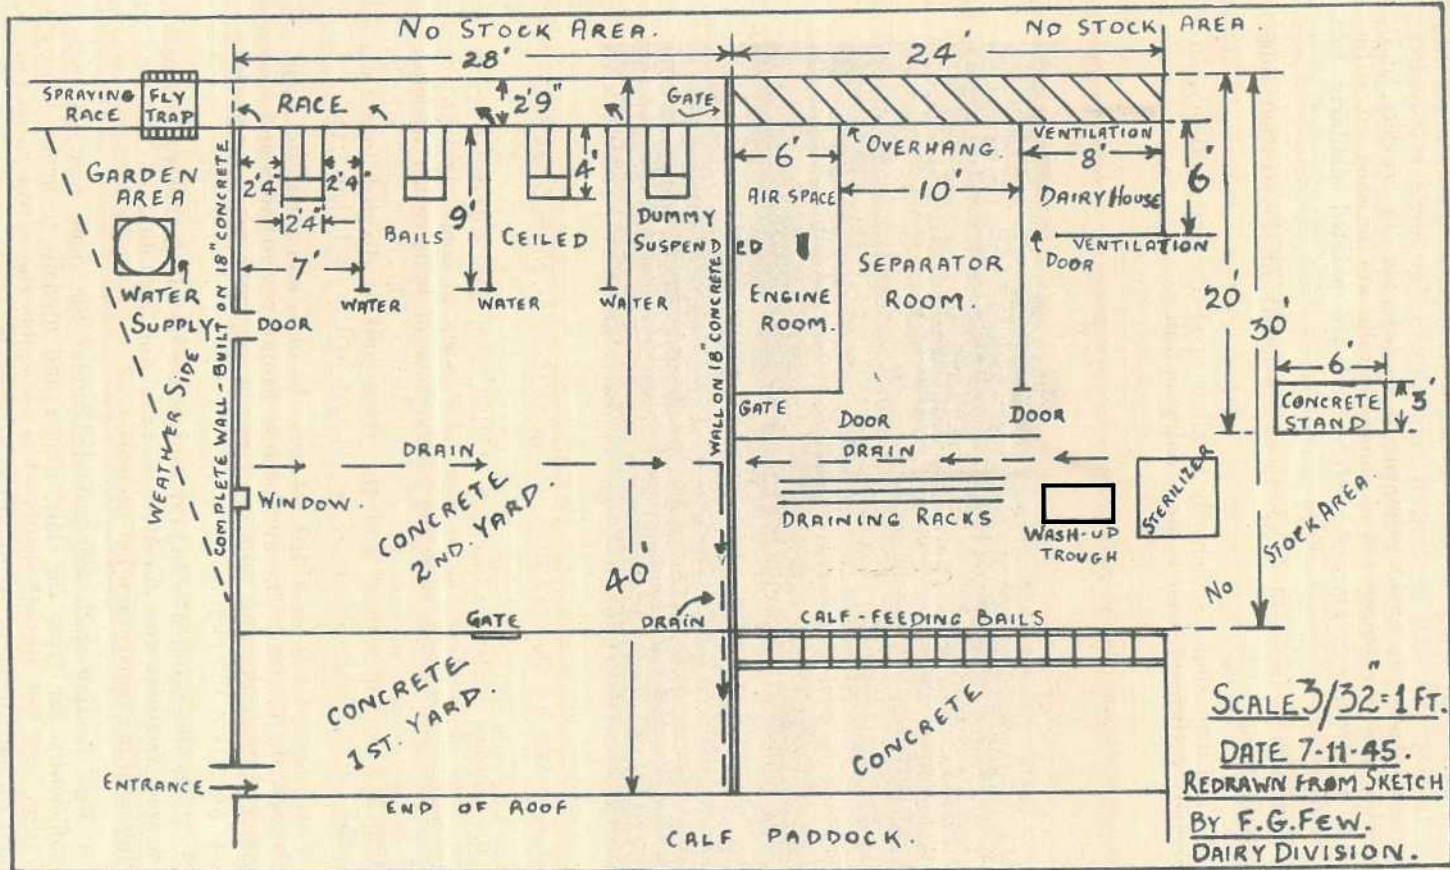 NO STOCK AREA.
NO STOCK AREA.
28'
24'
SPRAYING RACE
FLY TRAP
RACE
2'9"
GATE
OVERHANG.
VENTILATION
6'
8'
GARDEN AREA
2'4"
2'4"
2'4"
7'
9'
4'
BAILS
CEILED
DUMMY
SUSPENDED
AIR SPACE
10'
DAIRY HOUSE
6'
VENTILATION
DOOR
SEPARATOR ROOM.
ENGINE ROOM.
WATER SUPPLY
DOOR
WATER
WATER
WATER
20'
30'
6'
3'
CONCRETE STAND
WEATHER SIDE
COMPLETE WALL-BUILT ON 18" CONCRETE
WALL ON 18" CONCRETE
GATE
DOOR
DOOR
DRAIN
DRAIN
WINDOW.
CONCRETE
2ND. YARD.
40'
DRAINING RACKS
WASH-UP TROUGH
STERILIZER
NO STOCK AREA.
GATE
DRAIN
CALF-FEEDING BAILS
CONCRETE
1ST. YARD.
CONCRETE
ENTRANCE
END OF ROOF
CALF PADDOCK.
SCALE 3/32"=1FT.
DATE 7-11-45.
REDRAWN FROM SKETCH
BY F.G.FEW.
DAIRY DIVISION.